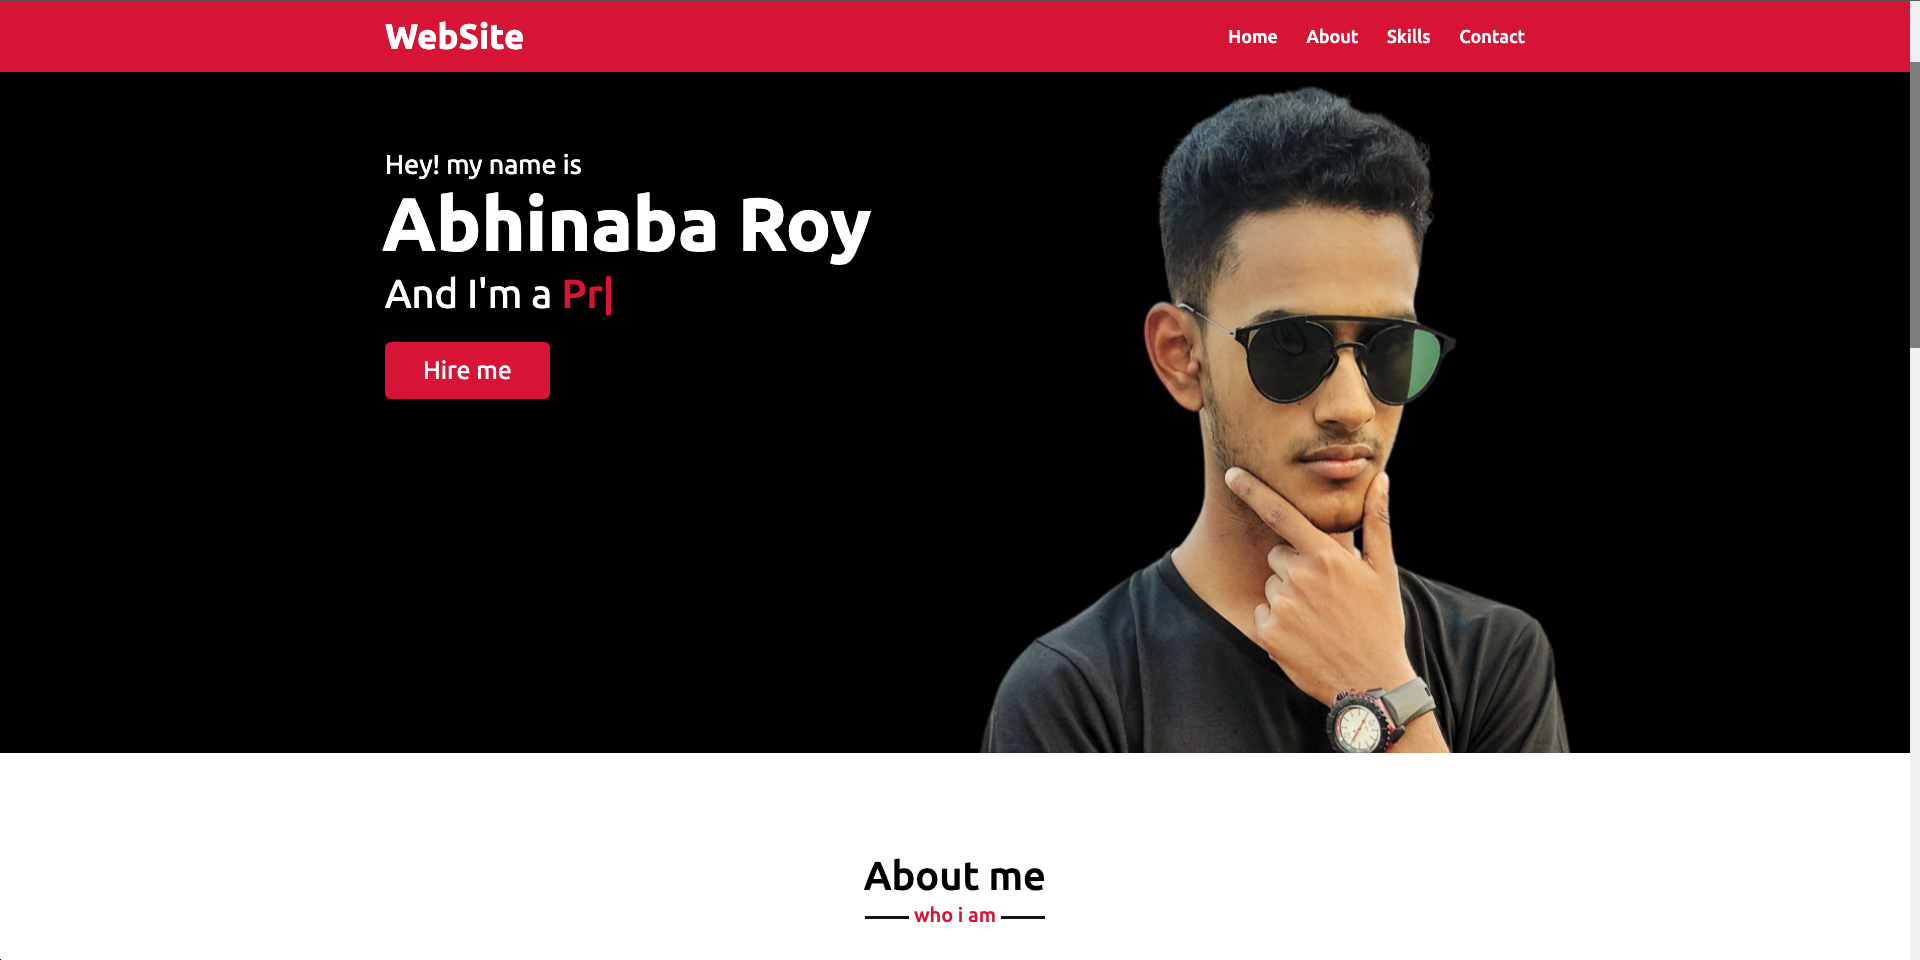 WebSite
Home About Skills Contact
Hey! my name is
Abhinaba Roy
And I'm a Pr|
Hire me
About me
who i am